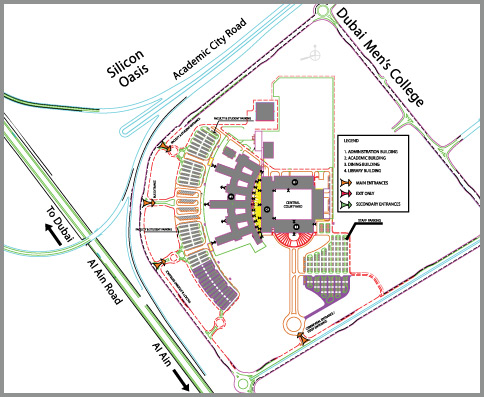 Dubai Men's College
Academic City Road
Silicon
Oasis
FACULTY & STUDENT PARKING
LEGEND
1. ADMINISTRATION BUILDING
2. ACADEMIC BUILDING
3. DINING BUILDING
4. LIBRARY BUILDING
MAIN ENTRANCES
EXIT ONLY
SECONDARY ENTRANCES
CENTRAL
COURTYARD
STAFF PARKING
FACULTY & STUDENT PARKING
To Dubai
Al Ain Road
Al Ain